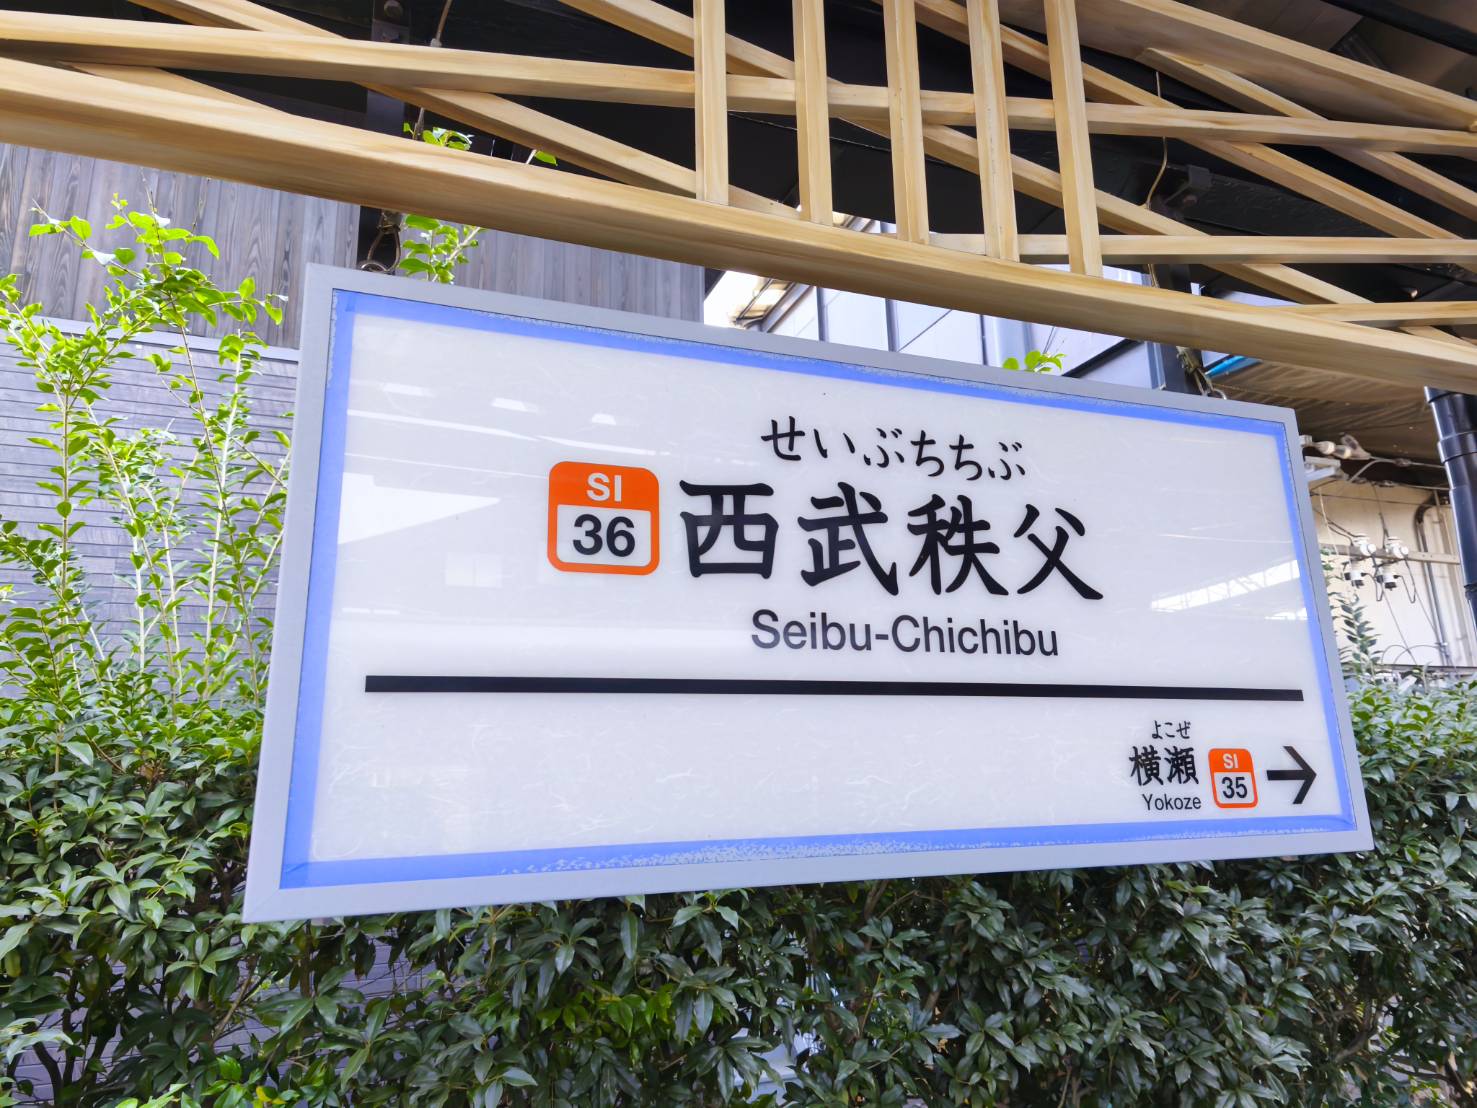 せいぶちちぶ
SI
36
西武秩父
Seibu-Chichibu
よこぜ
横瀬
Yokoze
SI
35
→